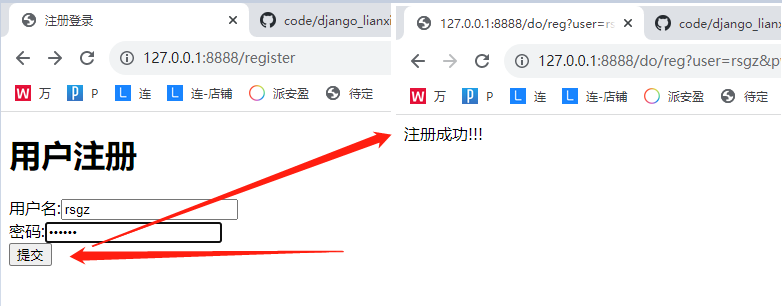 注册登录
code/django_lianxi
127.0.0.1:8888/register
万 P 连 连-店铺 派安盈 待定
用户注册
用户名:rsgz
密码:••••••
提交
127.0.0.1:8888/do/reg?user=rs
code/dja
127.0.0.1:8888/do/reg?user=rsgz&p
万 P 连 连-店铺 派安盈 待定
注册成功!!!